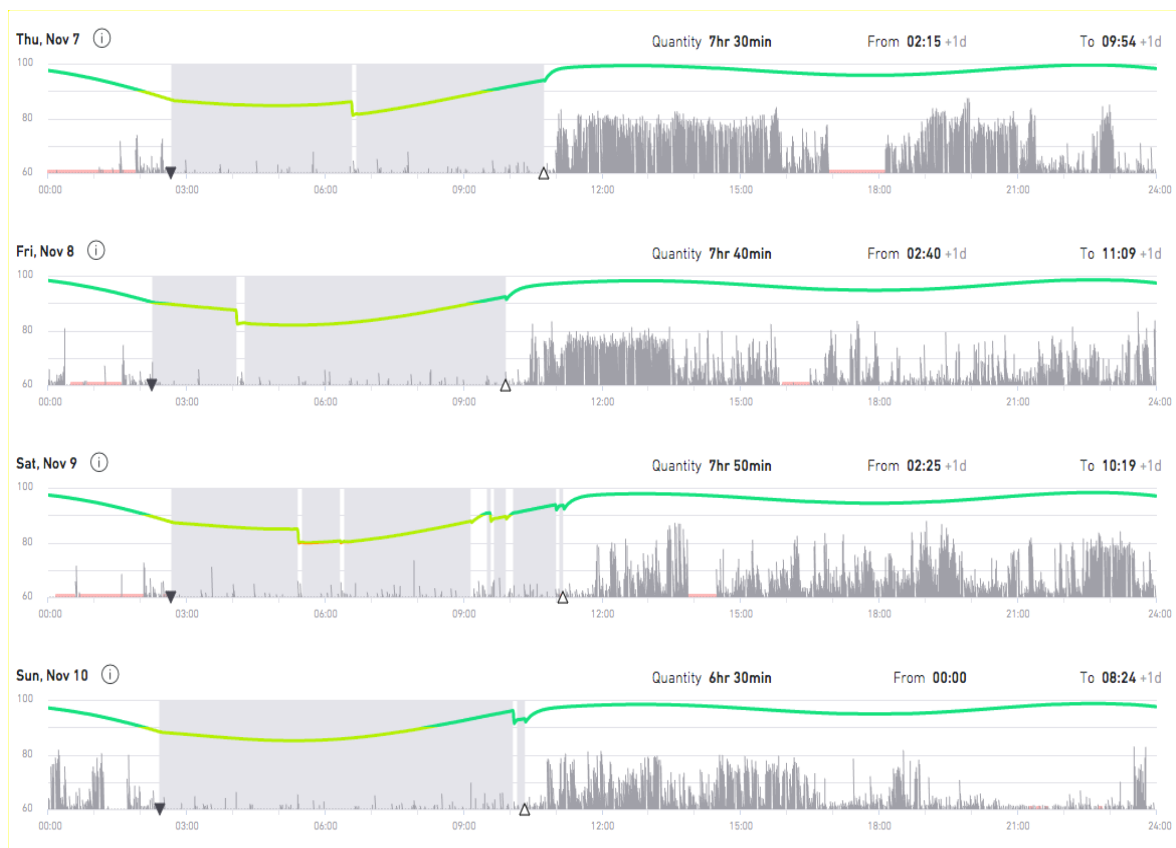 Thu, Nov 7 i Quantity 7hr 30min From 02:15 +1d To 09:54 +1d
100
80
60
00:00 03:00 06:00 09:00 12:00 15:00 18:00 21:00 24:00
Fri, Nov 8 i Quantity 7hr 40min From 02:40 +1d To 11:09 +1d
100
80
60
00:00 03:00 06:00 09:00 12:00 15:00 18:00 21:00 24:00
Sat, Nov 9 i Quantity 7hr 50min From 02:25 +1d To 10:19 +1d
100
80
60
00:00 03:00 06:00 09:00 12:00 15:00 18:00 21:00 24:00
Sun, Nov 10 i Quantity 6hr 30min From 00:00 To 08:24 +1d
100
80
60
00:00 03:00 06:00 09:00 12:00 15:00 18:00 21:00 24:00